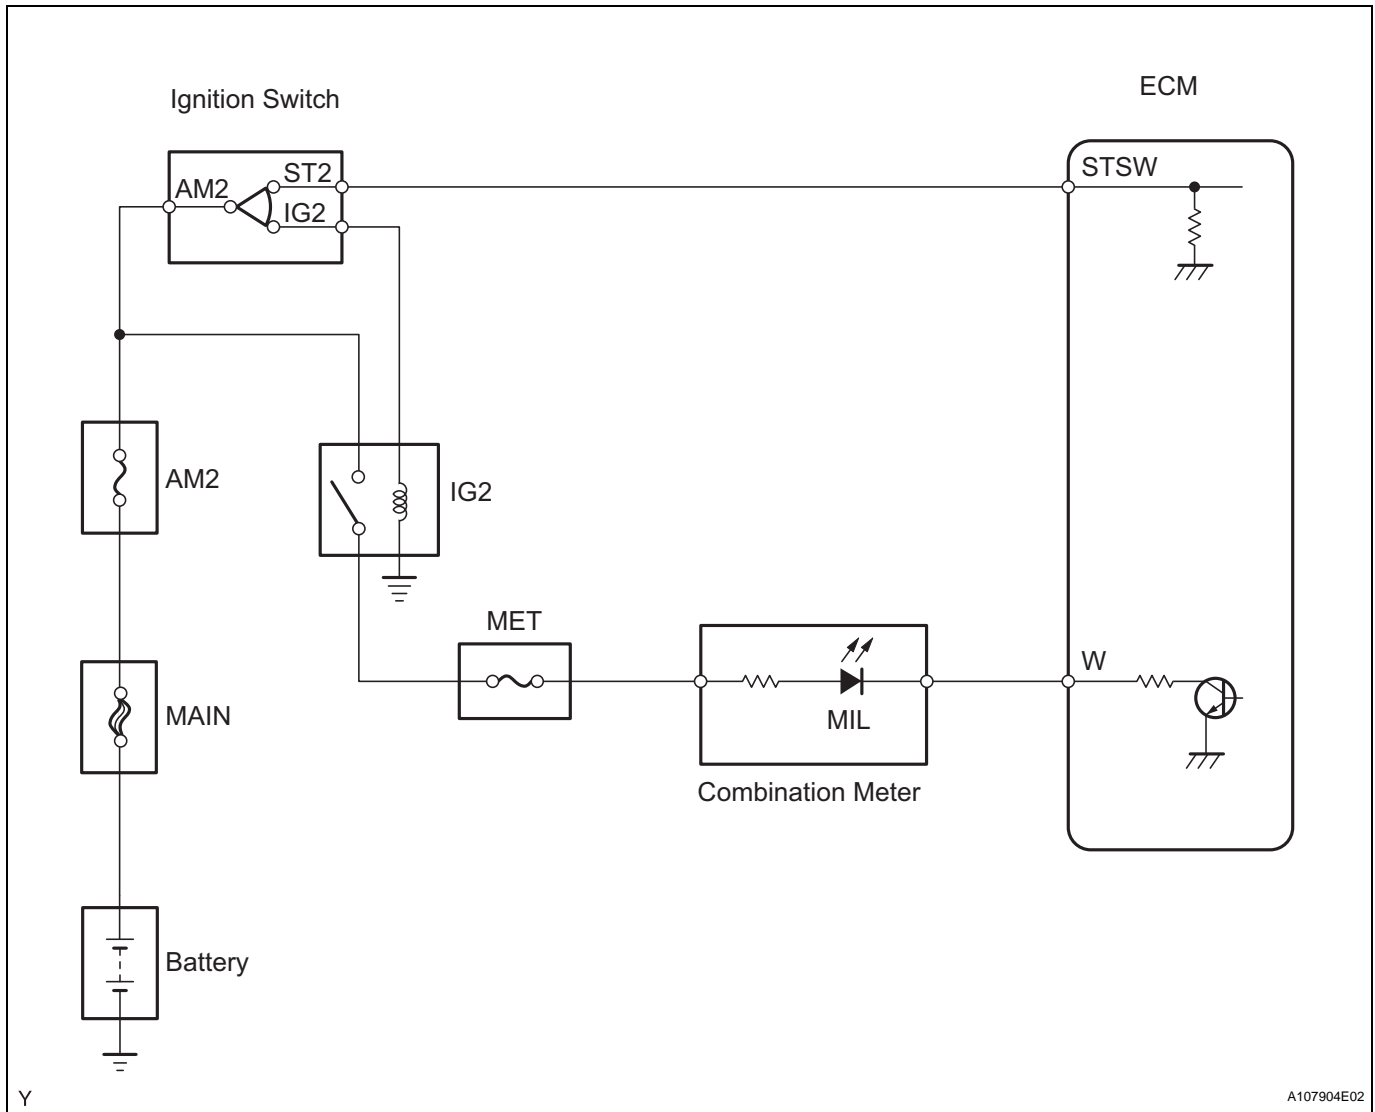 ECM
Ignition Switch
STSW
ST2
AM2
IG2
AM2
IG2
MET
W
MAIN
MIL
Combination Meter
Battery
Y
A107904E02